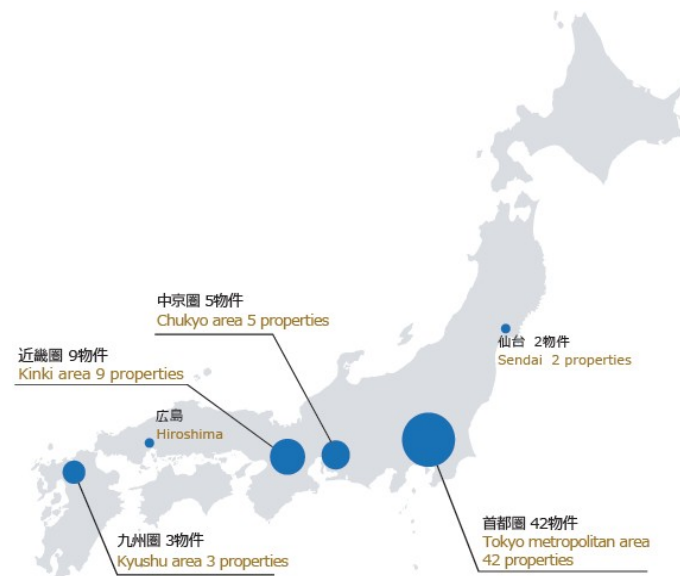 中京圏 5物件
Chukyo area 5 properties
仙台 2物件
Sendai 2 properties
近畿圏 9物件
Kinki area 9 properties
広島
Hiroshima
首都圏 42物件
Tokyo metropolitan area
42 properties
九州圏 3物件
Kyushu area 3 properties